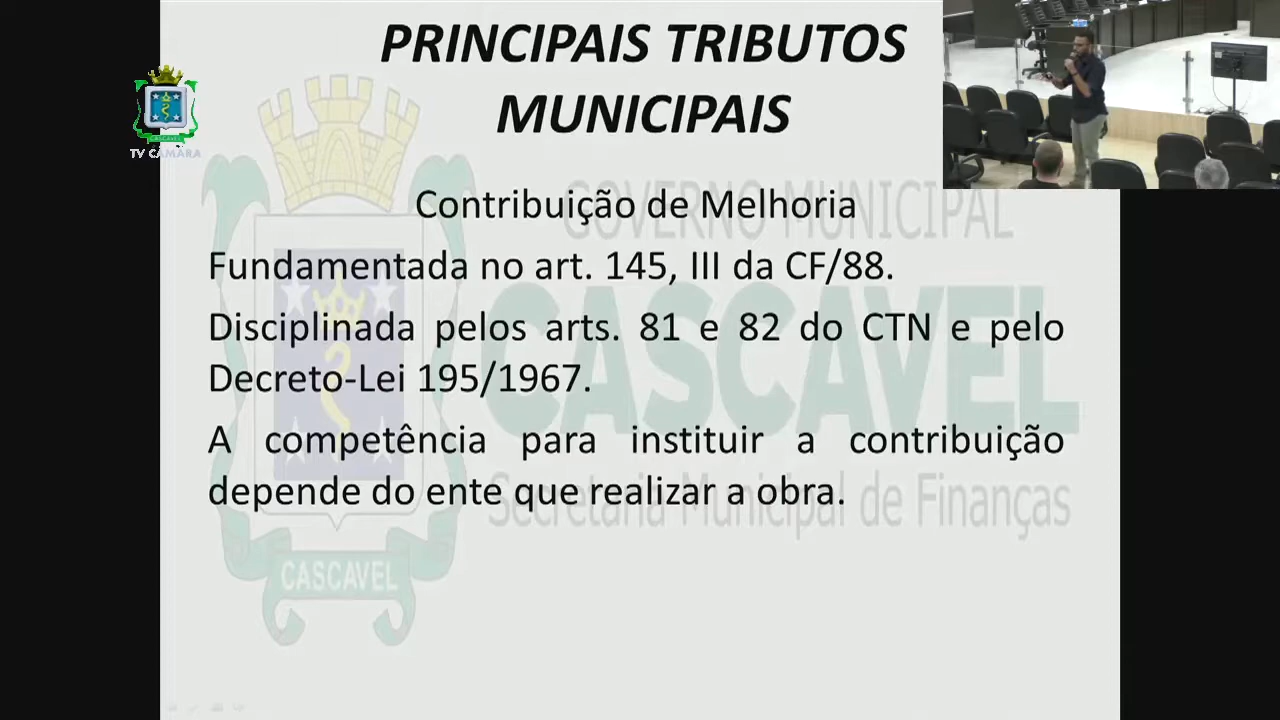 PRINCIPAIS TRIBUTOS
MUNICIPAIS
TV CÂMARA
GOVERNO MUNICIPAL
Contribuição de Melhoria
Fundamentada no art. 145, III da CF/88.
Disciplinada pelos arts. 81 e 82 do CTN e pelo
Decreto-Lei 195/1967.
CASCAVEL
A competência para instituir a contribuição
depende do ente que realizar a obra.
Secretaria Municipal de Finanças
CASCAVEL